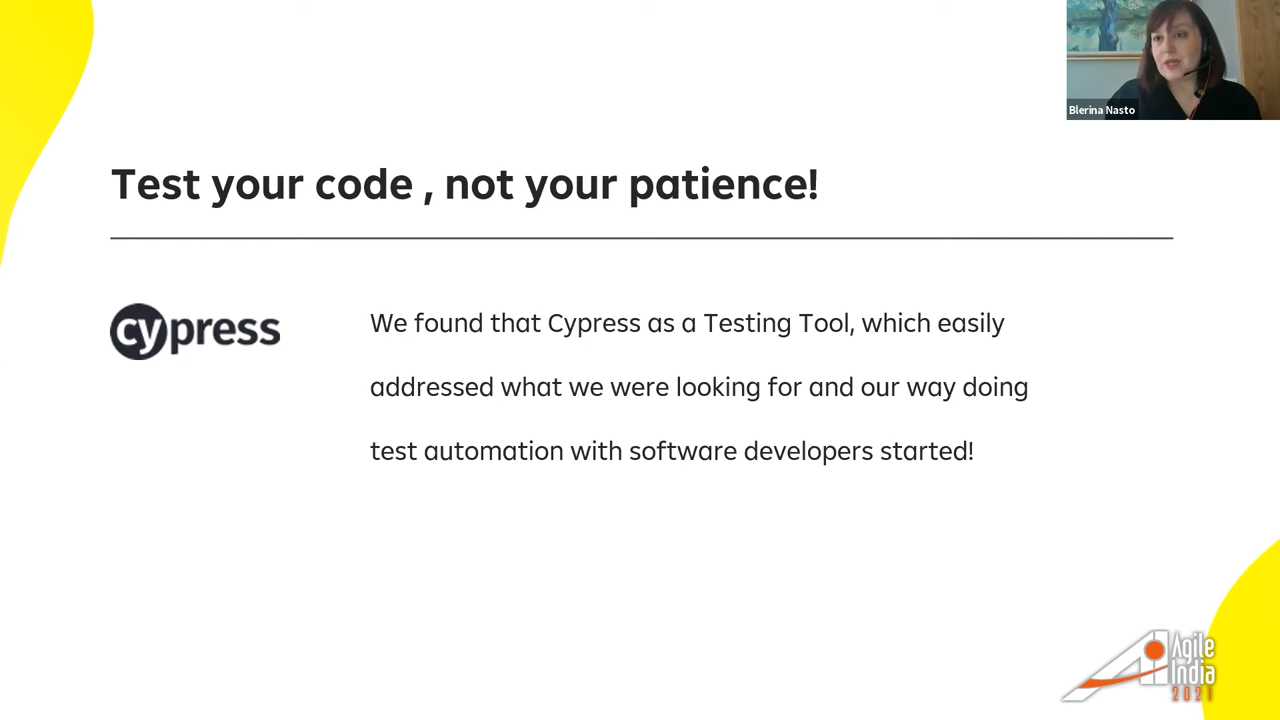 Blerina Nasto
Test your code , not your patience!
cypress
We found that Cypress as a Testing Tool, which easily
addressed what we were looking for and our way doing
test automation with software developers started!
Agile
India
2021